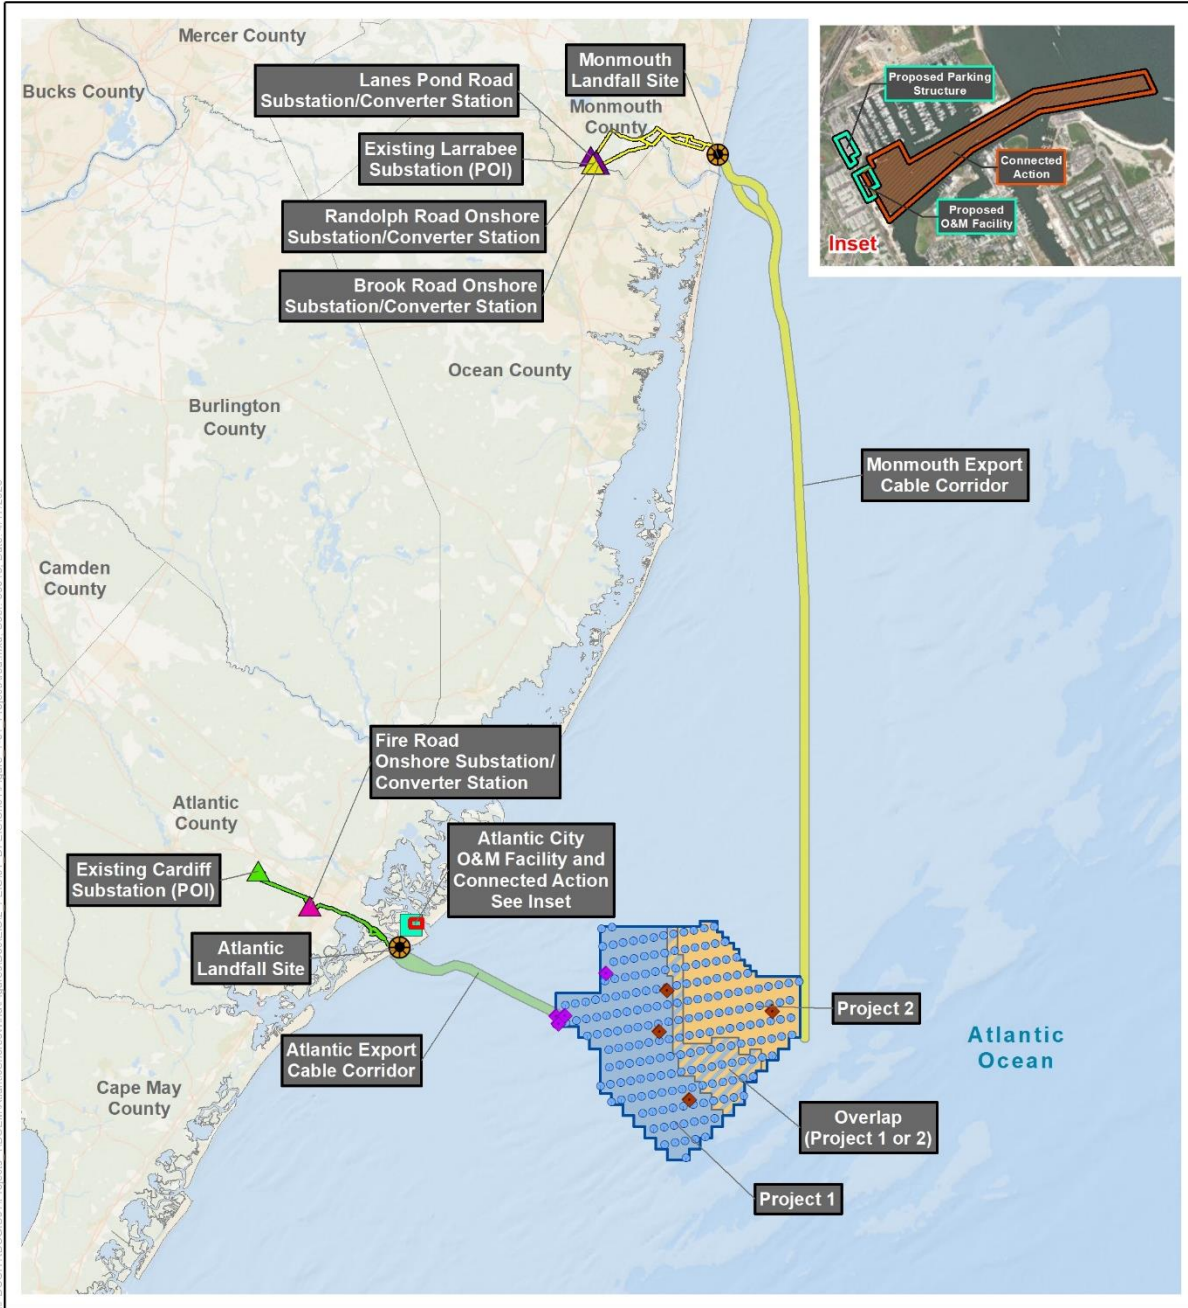 Mercer County
Bucks County
Lanes Pond Road
Substation/Converter Station
Monmouth
Landfall Site
Monmouth
County
Existing Larrabee
Substation (POI)
Randolph Road Onshore
Substation/Converter Station
Brook Road Onshore
Substation/Converter Station
Proposed Parking
Structure
Connected
Action
Proposed
O&M Facility
Inset
Ocean County
Burlington
County
Monmouth Export
Cable Corridor
Camden
County
Fire Road
Onshore Substation/
Converter Station
Atlantic
County
Existing Cardiff
Substation (POI)
Atlantic City
O&M Facility and
Connected Action
See Inset
Atlantic
Landfall Site
Atlantic Export
Cable Corridor
Project 2
Atlantic
Ocean
Cape May
County
Overlap
(Project 1 or 2)
Project 1